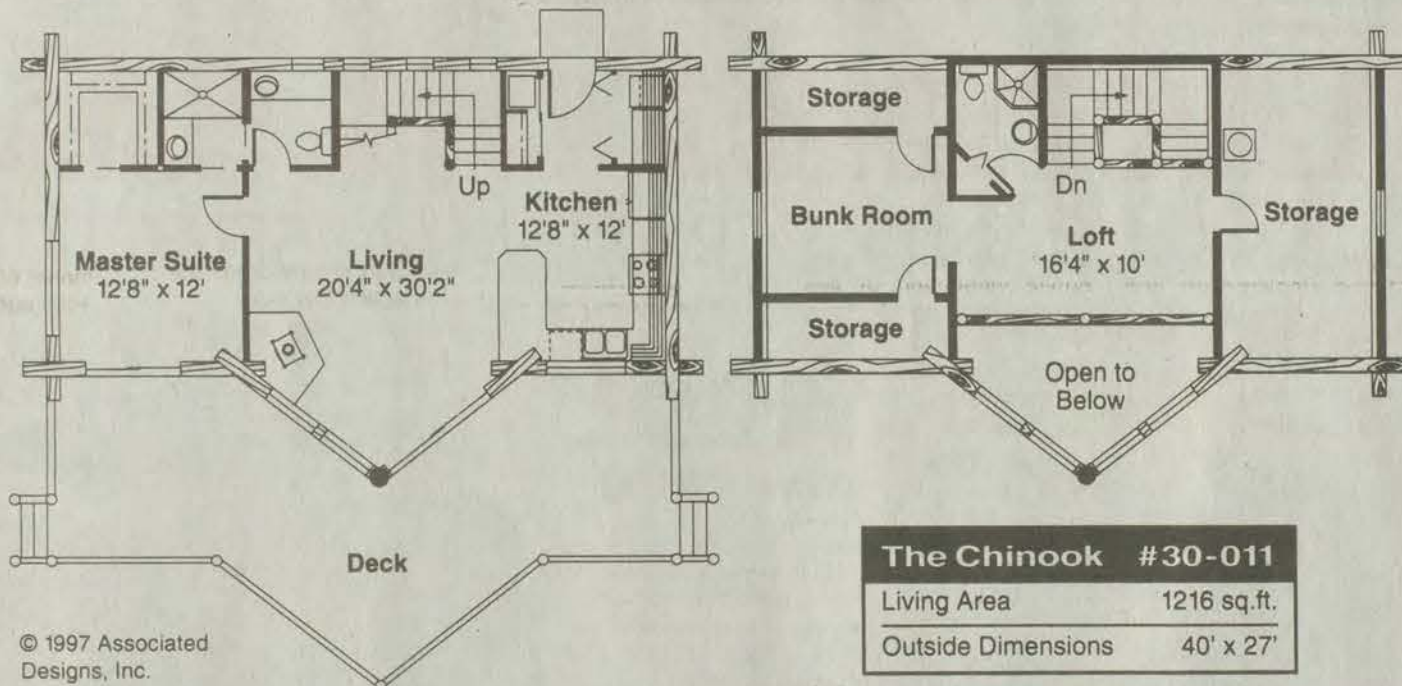 Up
Kitchen
12'8" x 12'
Master Suite
12'8" x 12'
Living
20'4" x 30'2"
Deck
© 1997 Associated
Designs, Inc.
Storage
Bunk Room
Storage
Dn
Loft
16'4" x 10'
Storage
Open to
Below
The Chinook #30-011
Living Area 1216 sq.ft.
Outside Dimensions 40' x 27'